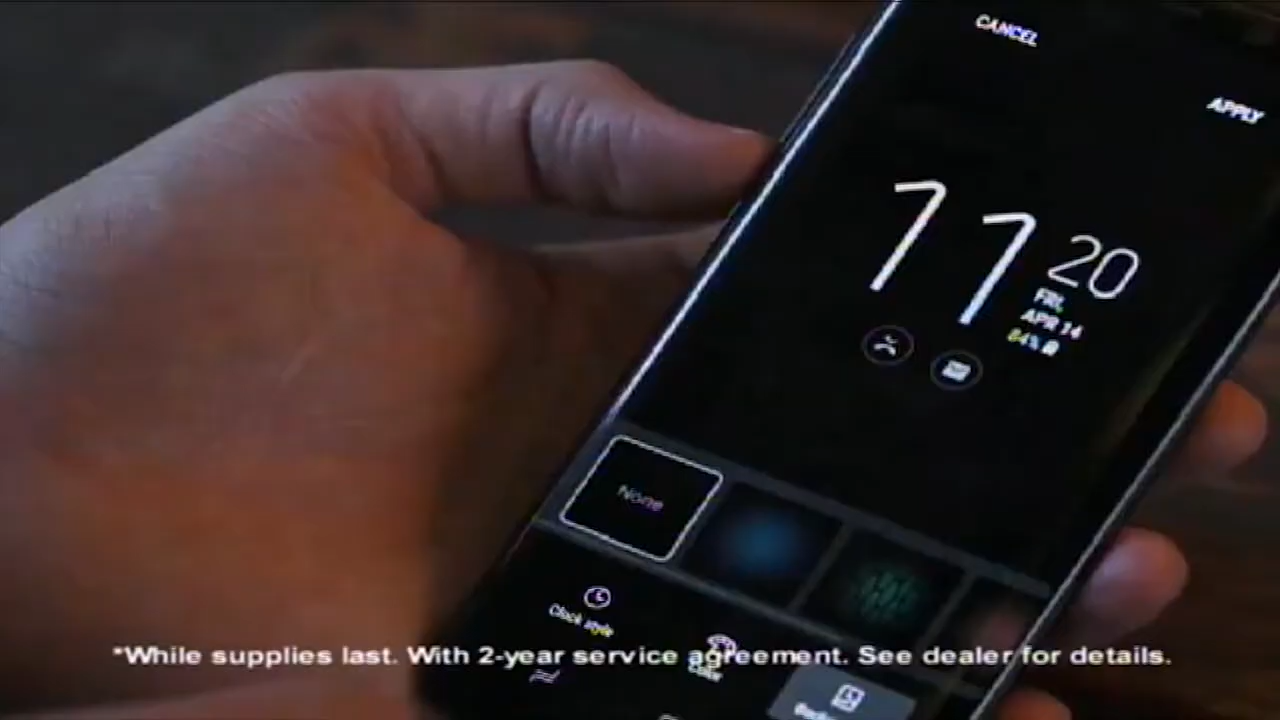 CANCEL
APPLY
11
20
FRI,
APR 14
84%
None
Clock style
Color
*While supplies last. With 2-year service agreement. See dealer for details.